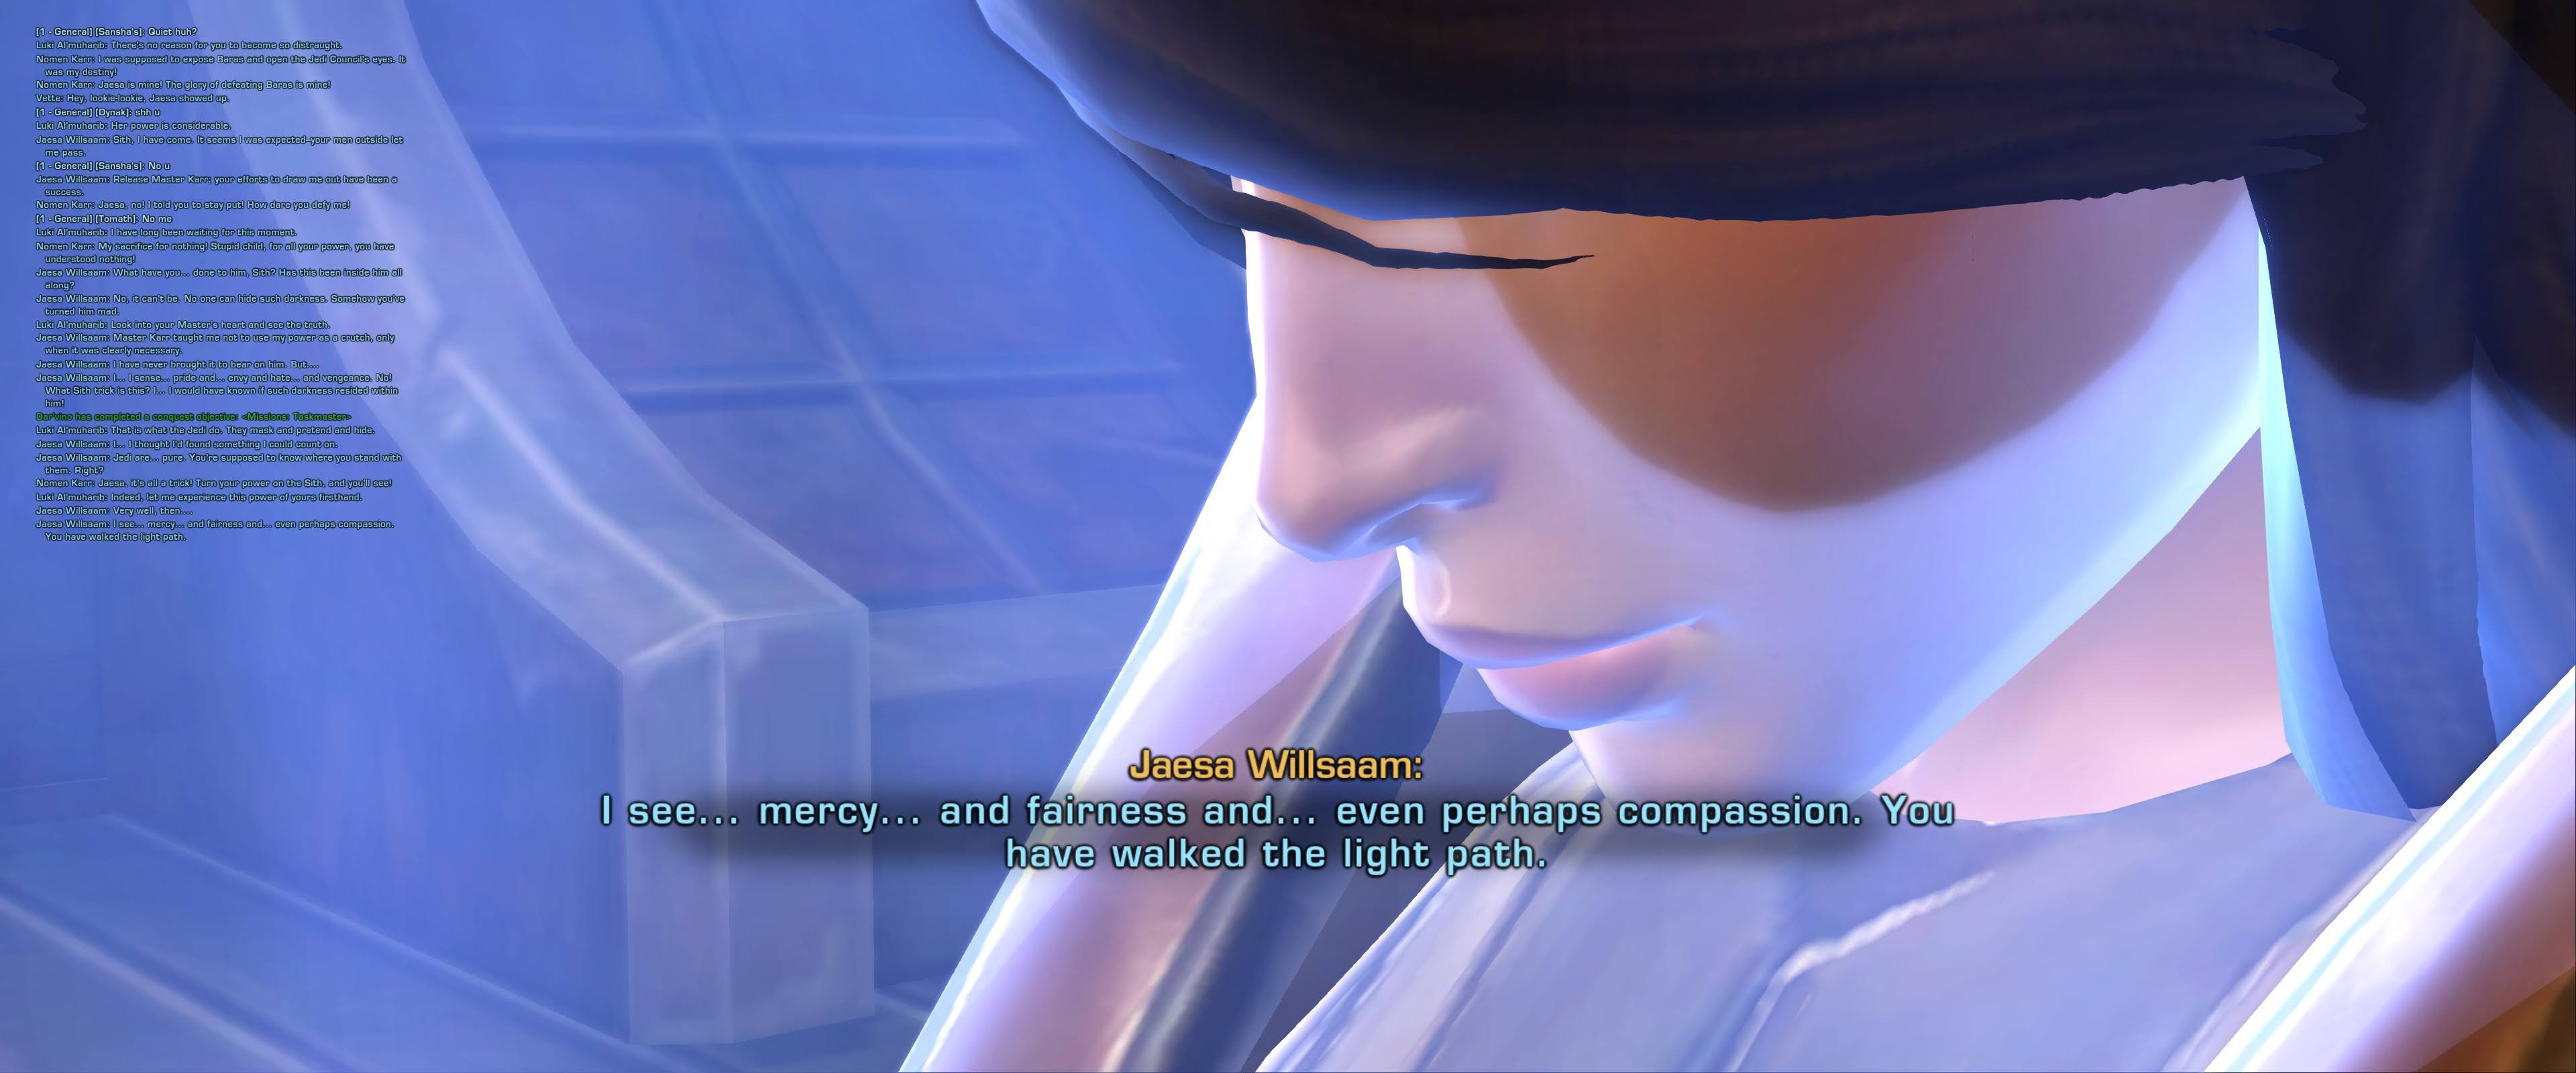 [1 - General] [Sansha's]: Quiet huh?
Luki Al'muharib: There's no reason for you to become so distraught.
Nomen Karr: I was supposed to expose Baras and open the Jedi Council's eyes. It
was my destiny!
Nomen Karr: Jaesa is mine! The glory of defeating Baras is mine!
Vette: Hey, lookie-lookie, Jaesa showed up.
[1 - General] [Dynak]: shh u
Luki Al'muharib: Her power is considerable.
Jaesa Willsaam: Sith, I have come. It seems I was expected–your men outside let
me pass.
[1 - General] [Sansha's]: No u
Jaesa Willsaam: Release Master Karr; your efforts to draw me out have been a
success.
Nomen Karr: Jaesa, no! I told you to stay put! How dare you defy me!
[1 - General] [Tomath]: No me
Luki Al'muharib: I have long been waiting for this moment.
Nomen Karr: My sacrifice for nothing! Stupid child, for all your power, you have
understood nothing!
Jaesa Willsaam: What have you... done to him, Sith? Has this been inside him all
along?
Jaesa Willsaam: No, it can't be. No one can hide such darkness. Somehow you've
turned him mad.
Luki Al'muharib: Look into your Master's heart and see the truth.
Jaesa Willsaam: Master Karr taught me not to use my power as a crutch, only
when it was clearly necessary.
Jaesa Willsaam: I have never brought it to bear on him. But....
Jaesa Willsaam: I... I sense... pride and... envy and hate... and vengeance. No!
What Sith trick is this? I... I would have known if such darkness resided within
him!
Dar'vino has completed a conquest objective: <Missions: Taskmaster>
Luki Al'muharib: That is what the Jedi do. They mask and pretend and hide.
Jaesa Willsaam: I... I thought I'd found something I could count on.
Jaesa Willsaam: Jedi are... pure. You're supposed to know where you stand with
them. Right?
Nomen Karr: Jaesa, it's all a trick! Turn your power on the Sith, and you'll see!
Luki Al'muharib: Indeed, let me experience this power of yours firsthand.
Jaesa Willsaam: Very well, then....
Jaesa Willsaam: I see... mercy... and fairness and... even perhaps compassion.
You have walked the light path.
Jaesa Willsaam:
I see... mercy... and fairness and... even perhaps compassion. You
have walked the light path.